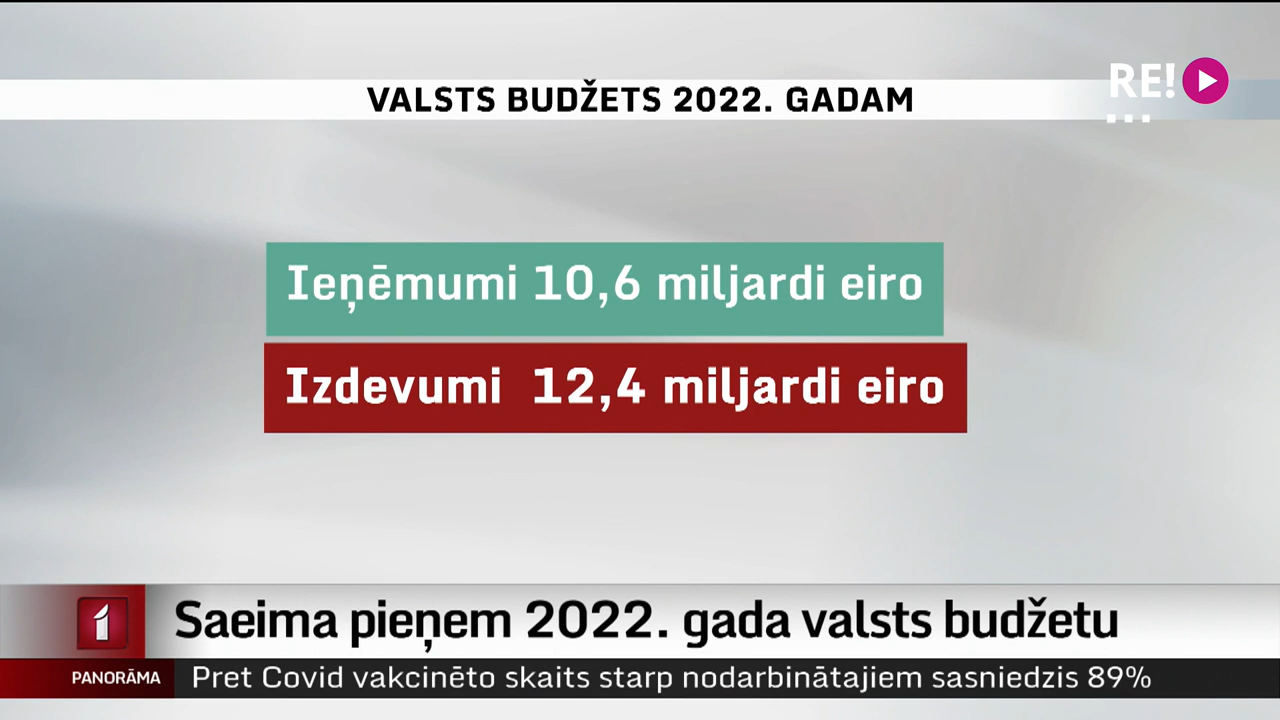 VALSTS BUDŽETS 2022. GADAM
RE!
Ieņēmumi 10,6 miljardi eiro
Izdevumi 12,4 miljardi eiro
1
Saeima pieņem 2022. gada valsts budžetu
PANORĀMA
Pret Covid vakcinēto skaits starp nodarbinātajiem sasniedzis 89%